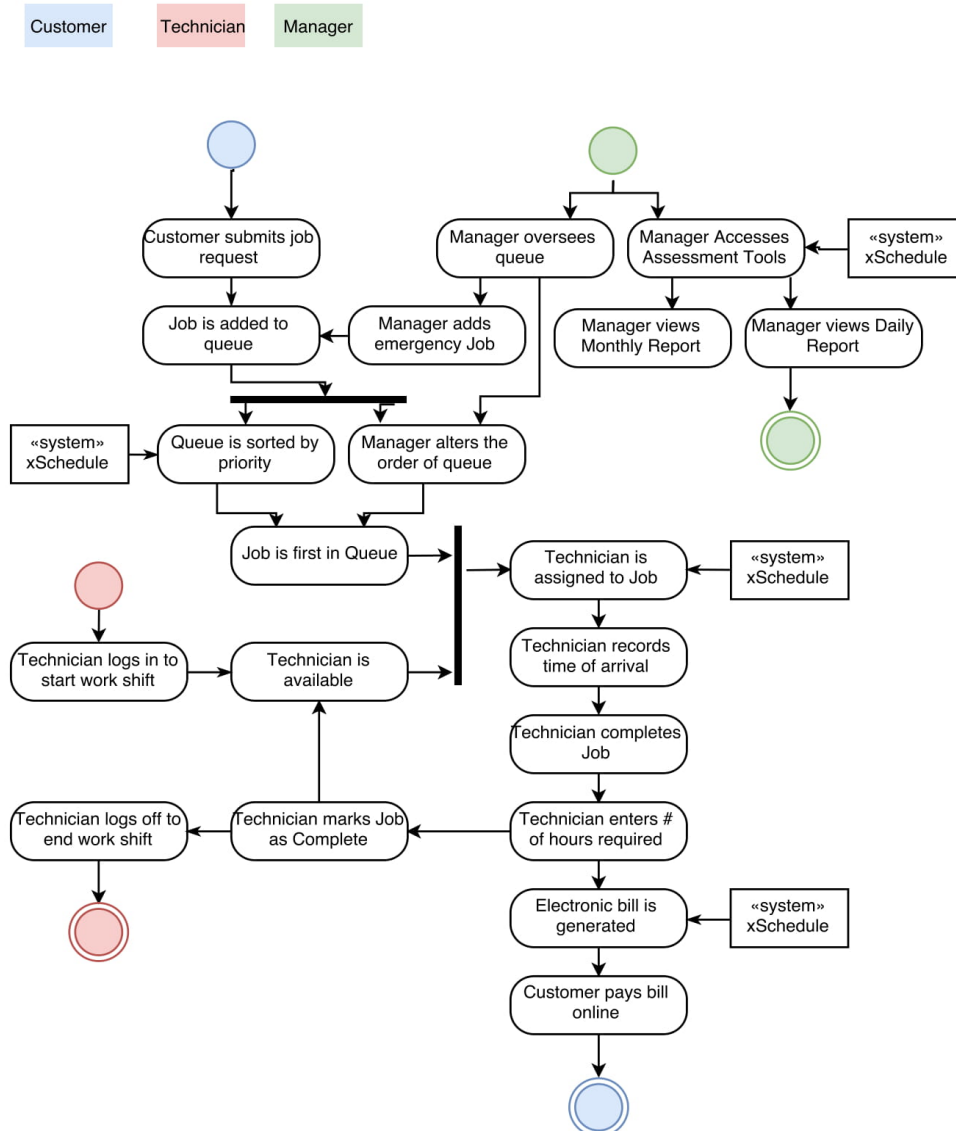 Customer
Technician
Manager
Customer submits job
request
Manager oversees
queue
Manager Accesses
Assessment Tools
«system»
xSchedule
Job is added to
queue
Manager adds
emergency Job
Manager views
Monthly Report
Manager views Daily
Report
«system»
xSchedule
Queue is sorted by
priority
Manager alters the
order of queue
Job is first in Queue
Technician is
assigned to Job
«system»
xSchedule
Technician logs in to
start work shift
Technician is
available
Technician records
time of arrival
Technician completes
Job
Technician logs off to
end work shift
Technician marks Job
as Complete
Technician enters #
of hours required
Electronic bill is
generated
«system»
xSchedule
Customer pays bill
online